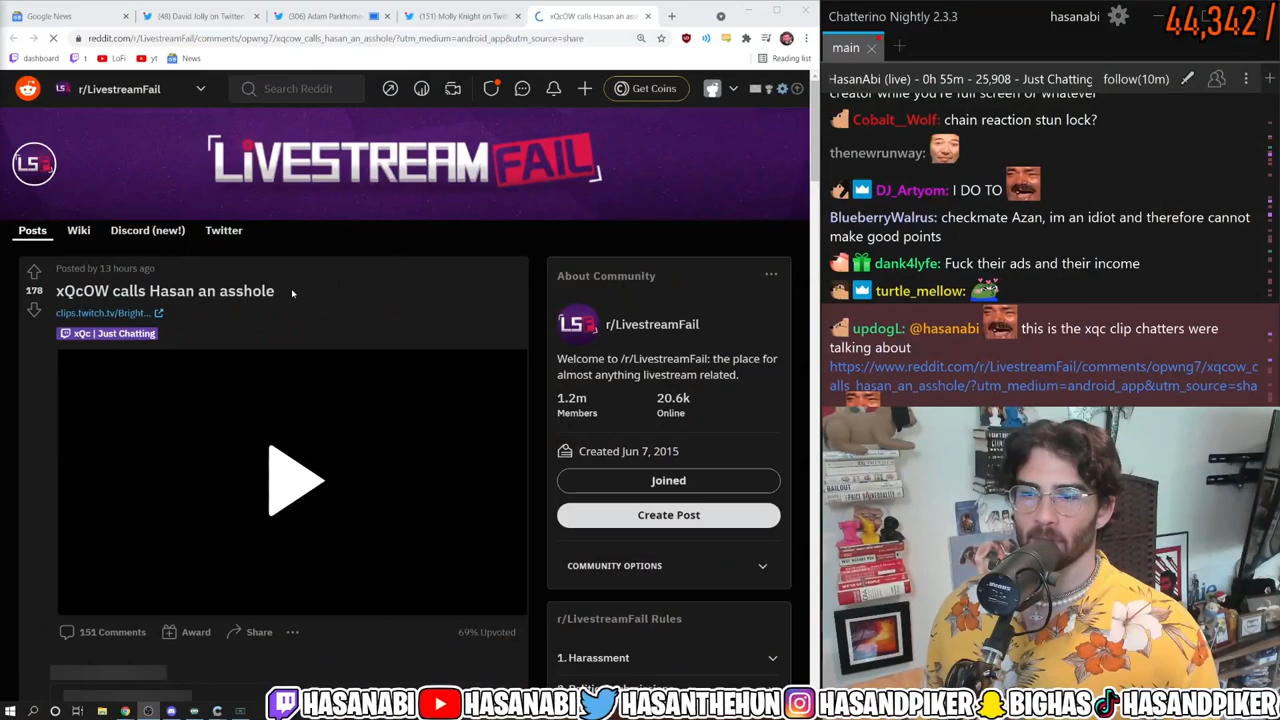 Google News
(48) David Jolly on Twitter:
(306) Adam Parkhome
(151) Molly Knight on Twitt
xQcOW calls Hasan an ass
reddit.com/r/LivestreamFail/comments/opwng7/xqcow_calls_hasan_an_asshole/?utm_medium=android_app&utm_source=share
dashboard
t
LoFi
yt
News
Reading list
r/LivestreamFail
Search Reddit
Get Coins
LSF
LIVESTREAM FAIL
Posts
Wiki
Discord (new!)
Twitter
Posted by 13 hours ago
178
xQcOW calls Hasan an asshole
clips.twitch.tv/Bright...
xQc | Just Chatting
151 Comments
Award
Share
69% Upvoted
About Community
LSF
r/LivestreamFail
Welcome to /r/LivestreamFail: the place for
almost anything livestream related.
1.2m
Members
20.6k
Online
Created Jun 7, 2015
Joined
Create Post
COMMUNITY OPTIONS
r/LivestreamFail Rules
1. Harassment
Chatterino Nightly 2.3.3
hasanabi
44,342 /
main
HasanAbi (live) - 0h 55m - 25,908 - Just Chatting
follow(10m)
creator while you're full screen or whatever
Cobalt__Wolf: chain reaction stun lock?
thenewrunway:
DJ_Artyom: I DO TO
BlueberryWalrus: checkmate Azan, im an idiot and therefore cannot
make good points
dank4lyfe: Fuck their ads and their income
turtle_mellow:
updogL: @hasanabi this is the xqc clip chatters were
talking about
https://www.reddit.com/r/LivestreamFail/comments/opwng7/xqcow_c
alls_hasan_an_asshole/?utm_medium=android_app&utm_source=sha
BAILOUT
HASANABI
HASANABI
HASANTHEHUN
HASANDPIKER
BIGHAS
HASANDPIKER